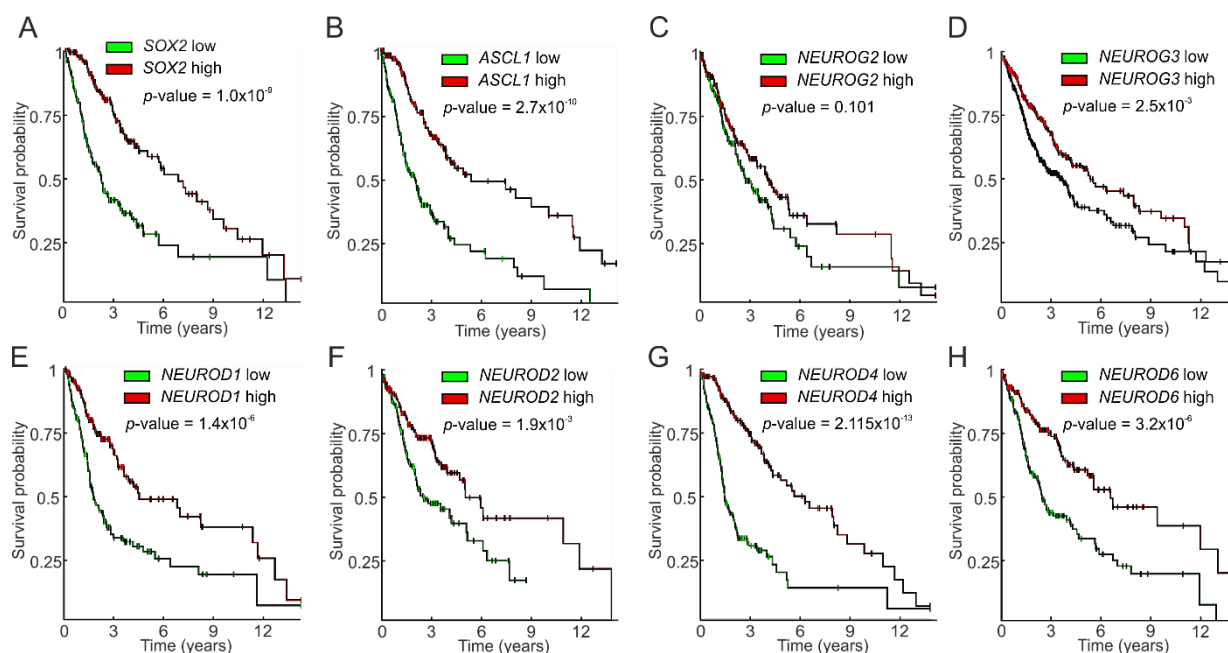 A
SOX2 low
SOX2 high
p-value = 1.0x10⁻⁹
1
0.75
0.5
0.25
Survival probability
0 3 6 9 12
Time (years)
B
ASCL1 low
ASCL1 high
p-value = 2.7x10⁻¹⁰
1
0.75
0.5
0.25
Survival probability
0 3 6 9 12
Time (years)
C
NEUROG2 low
NEUROG2 high
p-value = 0.101
1
0.75
0.5
0.25
Survival probability
0 3 6 9 12
Time (years)
D
NEUROG3 low
NEUROG3 high
p-value = 2.5x10⁻³
1
0.75
0.5
0.25
Survival probability
0 3 6 9 12
Time (years)
E
NEUROD1 low
NEUROD1 high
p-value = 1.4x10⁻⁶
1
0.75
0.5
0.25
Survival probability
0 3 6 9 12
Time (years)
F
NEUROD2 low
NEUROD2 high
p-value = 1.9x10⁻³
1
0.75
0.5
0.25
Survival probability
0 3 6 9 12
Time (years)
G
NEUROD4 low
NEUROD4 high
p-value = 2.115x10⁻¹³
1
0.75
0.5
0.25
Survival probability
0 3 6 9 12
Time (years)
H
NEUROD6 low
NEUROD6 high
p-value = 3.2x10⁻⁶
1
0.75
0.5
0.25
Survival probability
0 3 6 9 12
Time (years)